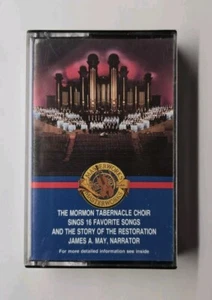 THE MORMON TABERNACLE CHOIR
SINGS 16 FAVORITE SONGS
AND THE STORY OF THE RESTORATION
JAMES A. MAY, NARRATOR
For more detailed information see inside